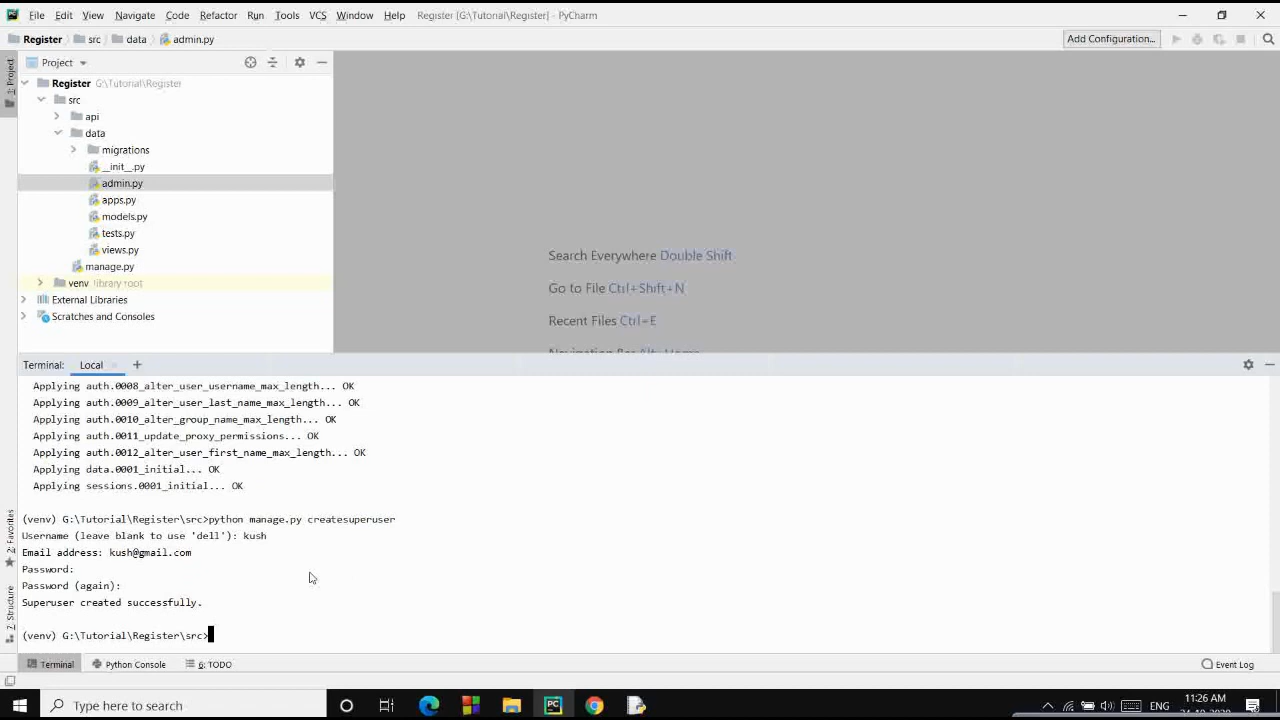 File Edit View Navigate Code Refactor Run Tools VCS Window Help Register [G:\Tutorial\Register] - PyCharm
Register src data admin.py Add Configuration...
1: Project
Project
Register G:\Tutorial\Register
src
api
data
migrations
__init__.py
admin.py
apps.py
models.py
tests.py
views.py
manage.py
venv library root
External Libraries
Scratches and Consoles
Search Everywhere Double Shift
Go to File Ctrl+Shift+N
Recent Files Ctrl+E
Terminal: Local
Applying auth.0008_alter_user_username_max_length... OK
Applying auth.0009_alter_user_last_name_max_length... OK
Applying auth.0010_alter_group_name_max_length... OK
Applying auth.0011_update_proxy_permissions... OK
Applying auth.0012_alter_user_first_name_max_length... OK
Applying data.0001_initial... OK
Applying sessions.0001_initial... OK
(venv) G:\Tutorial\Register\src>python manage.py createsuperuser
Username (leave blank to use 'dell'): kush
Email address: kush@gmail.com
Password:
Password (again):
Superuser created successfully.
(venv) G:\Tutorial\Register\src>
2: Favorites
7: Structure
Terminal Python Console 6: TODO Event Log
Type here to search ENG 11:26 AM